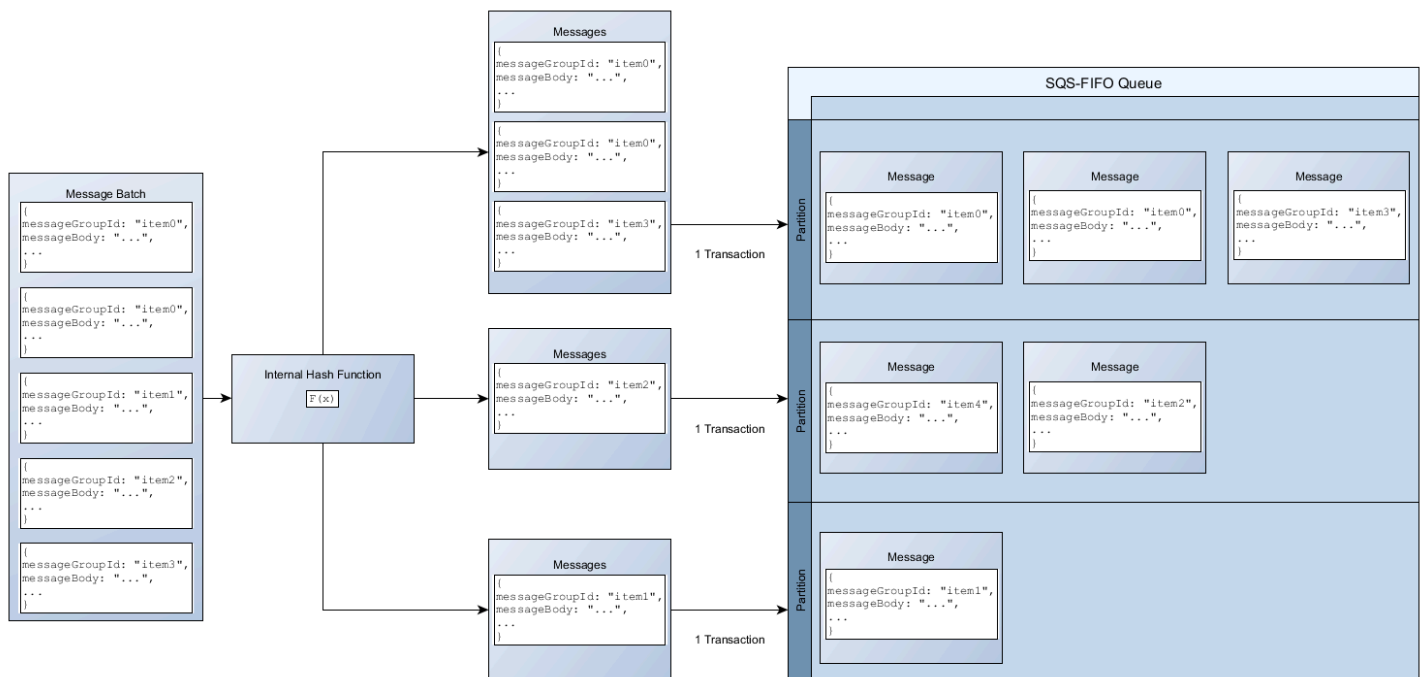 Message Batch
{
messageGroupId: "item0",
messageBody: "...",
...
}
{
messageGroupId: "item0",
messageBody: "...",
...
}
{
messageGroupId: "item1",
messageBody: "...",
...
}
{
messageGroupId: "item2",
messageBody: "...",
...
}
{
messageGroupId: "item3",
messageBody: "...",
...
}
Internal Hash Function
F(x)
Messages
{
messageGroupId: "item0",
messageBody: "...",
...
}
{
messageGroupId: "item0",
messageBody: "...",
...
}
{
messageGroupId: "item3",
messageBody: "...",
...
}
1 Transaction
Messages
{
messageGroupId: "item2",
messageBody: "...",
...
}
1 Transaction
Messages
{
messageGroupId: "item1",
messageBody: "...",
...
}
1 Transaction
SQS-FIFO Queue
Partition
Message
{
messageGroupId: "item0",
messageBody: "...",
...
}
Message
{
messageGroupId: "item0",
messageBody: "...",
...
}
Message
{
messageGroupId: "item3",
messageBody: "...",
...
}
Partition
Message
{
messageGroupId: "item4",
messageBody: "...",
...
}
Message
{
messageGroupId: "item2",
messageBody: "...",
...
}
Partition
Message
{
messageGroupId: "item1",
messageBody: "...",
...
}